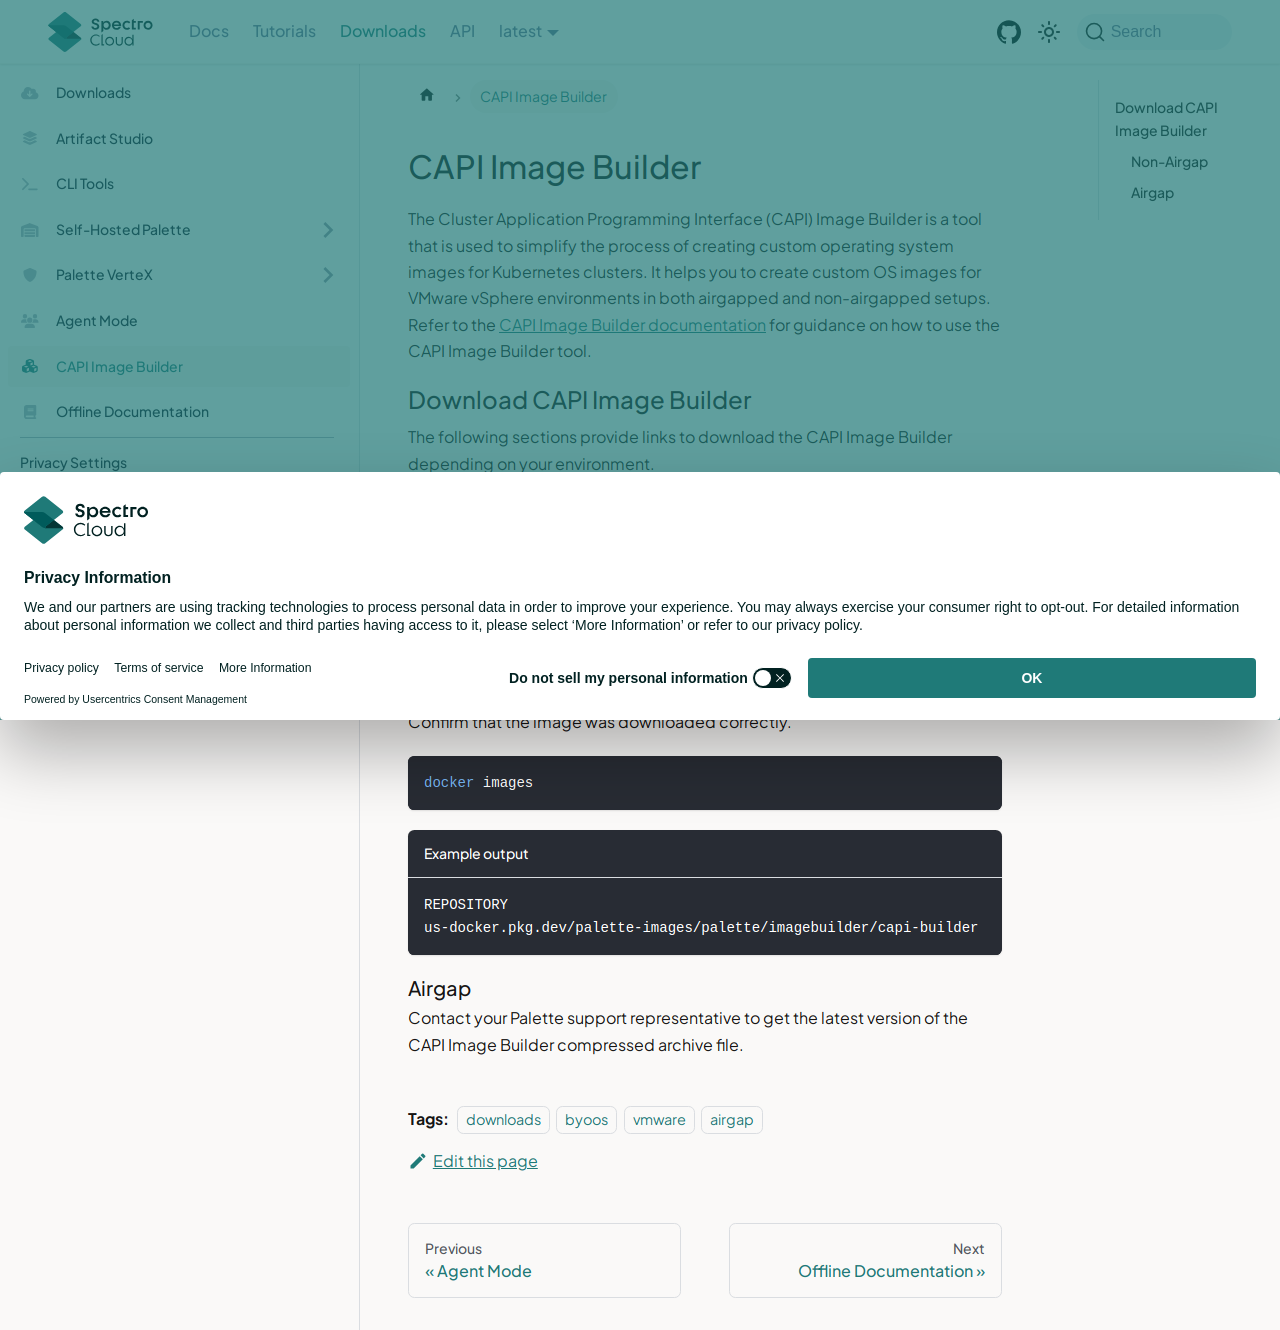 Spectro
Cloud
Docs
Tutorials
Downloads
API
latest
Search
Downloads
Artifact Studio
CLI Tools
Self-Hosted Palette
Palette VerteX
Agent Mode
CAPI Image Builder
Offline Documentation
Privacy Settings
CAPI Image Builder
Download CAPI
Image Builder
Non-Airgap
Airgap
CAPI Image Builder
The Cluster Application Programming Interface (CAPI) Image Builder is a tool
that is used to simplify the process of creating custom operating system
images for Kubernetes clusters. It helps you to create custom OS images for
VMware vSphere environments in both airgapped and non-airgapped setups.
Refer to the CAPI Image Builder documentation for guidance on how to use the
CAPI Image Builder tool.
Download CAPI Image Builder
The following sections provide links to download the CAPI Image Builder
depending on your environment.
Spectro
Cloud
Privacy Information
We and our partners are using tracking technologies to process personal data in order to improve your experience. You may always exercise your consumer right to opt-out. For detailed information
about personal information we collect and third parties having access to it, please select ‘More Information’ or refer to our privacy policy.
Privacy policy
Terms of service
More Information
Do not sell my personal information
OK
Powered by Usercentrics Consent Management
Confirm that the image was downloaded correctly.
docker images
Example output
REPOSITORY
us-docker.pkg.dev/palette-images/palette/imagebuilder/capi-builder
Airgap
Contact your Palette support representative to get the latest version of the
CAPI Image Builder compressed archive file.
Tags:
downloads
byoos
vmware
airgap
Edit this page
Previous
« Agent Mode
Next
Offline Documentation »